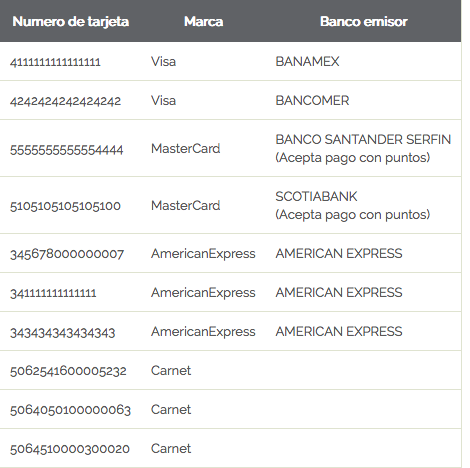 Numero de tarjeta Marca Banco emisor
4111111111111111 Visa BANAMEX
4242424242424242 Visa BANCOMER
5555555555554444 MasterCard BANCO SANTANDER SERFIN
(Acepta pago con puntos)
5105105105105100 MasterCard SCOTIABANK
(Acepta pago con puntos)
345678000000007 AmericanExpress AMERICAN EXPRESS
341111111111111 AmericanExpress AMERICAN EXPRESS
343434343434343 AmericanExpress AMERICAN EXPRESS
5062541600005232 Carnet
5064050100000063 Carnet
5064510000300020 Carnet